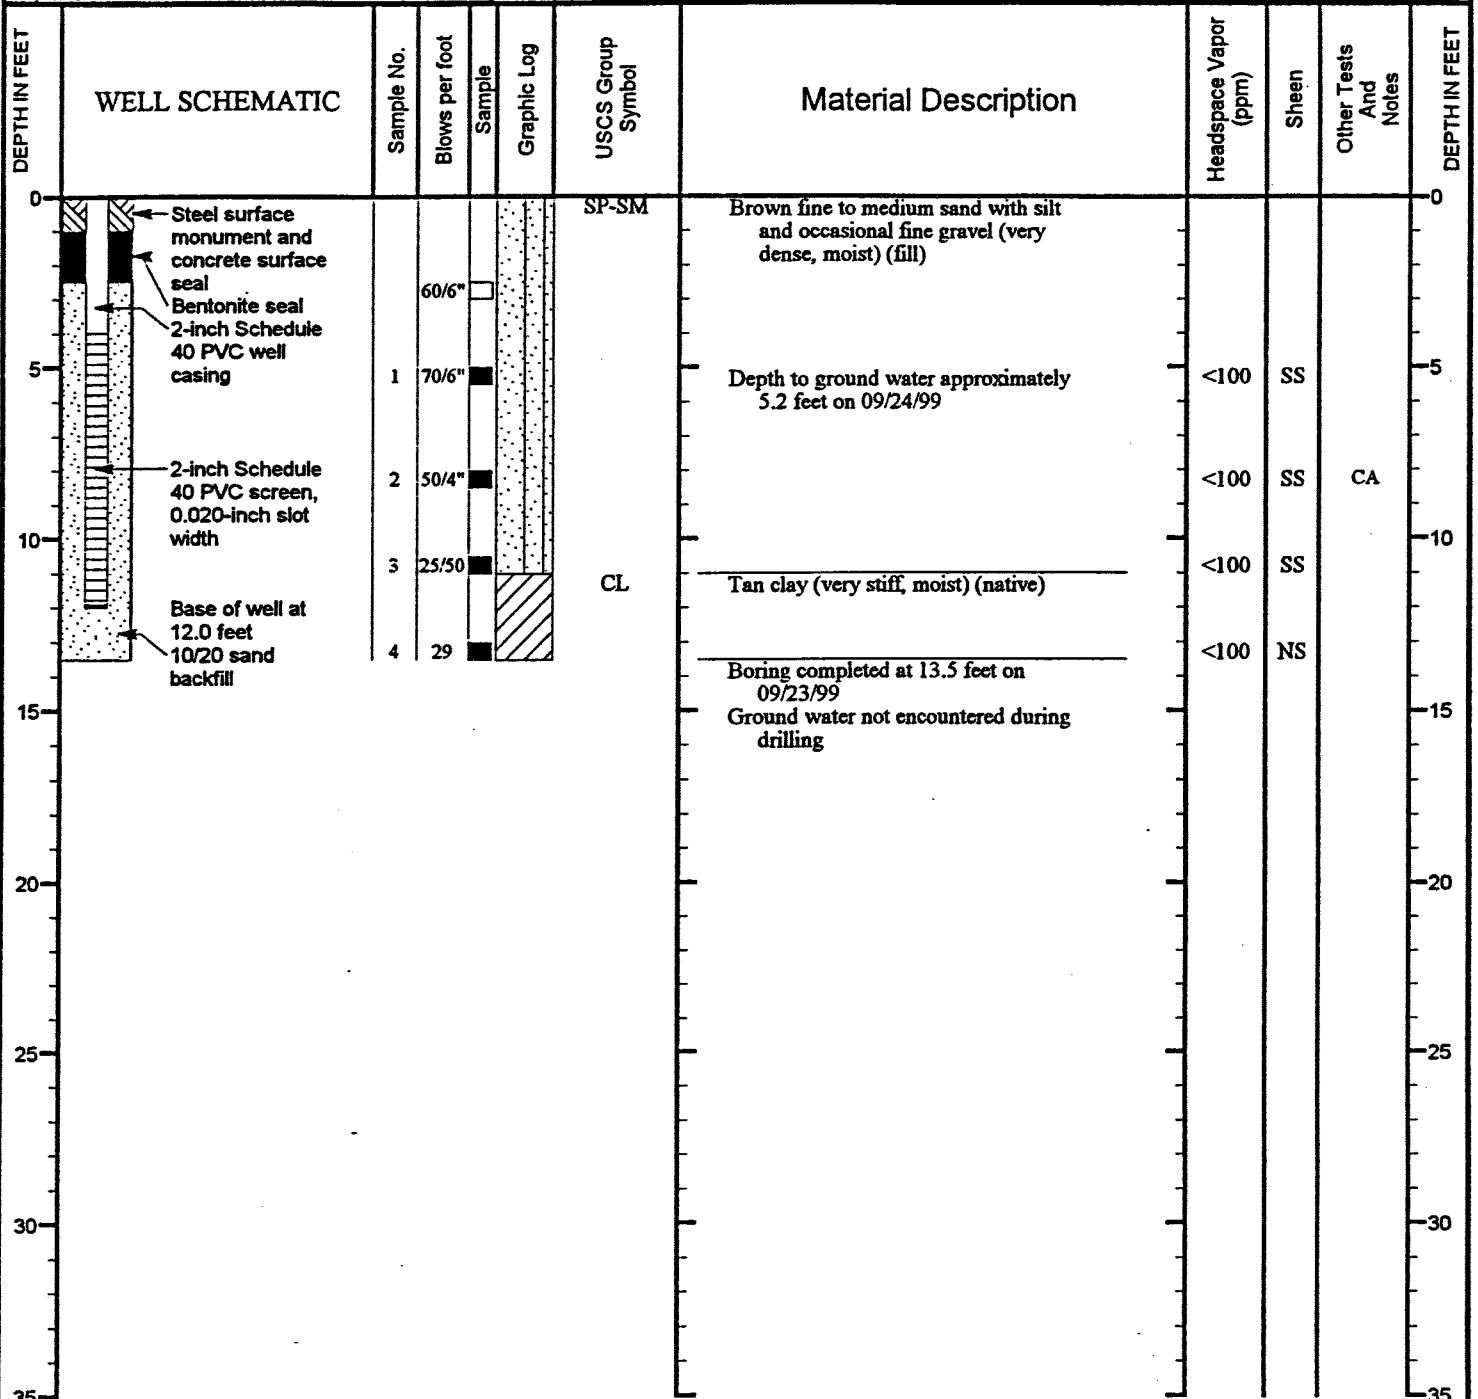 DEPTH IN FEET
WELL SCHEMATIC
Sample No.
Blows per foot
Sample
Graphic Log
USCS Group
Symbol
Material Description
Headspace Vapor
(ppm)
Sheen
Other Tests
And
Notes
DEPTH IN FEET
0
5
10
15
20
25
30
35
Steel surface
monument and
concrete surface
seal
Bentonite seal
2-inch Schedule
40 PVC well
casing
2-inch Schedule
40 PVC screen,
0.020-inch slot
width
Base of well at
12.0 feet
10/20 sand
backfill
60/6"
1 70/6"
2 50/4"
3 25/50
4 29
SP-SM
CL
Brown fine to medium sand with silt
and occasional fine gravel (very
dense, moist) (fill)
Depth to ground water approximately
5.2 feet on 09/24/99
Tan clay (very stiff, moist) (native)
Boring completed at 13.5 feet on
09/23/99
Ground water not encountered during
drilling
<100 SS
<100 SS CA
<100 SS
<100 NS
0
5
10
15
20
25
30
35